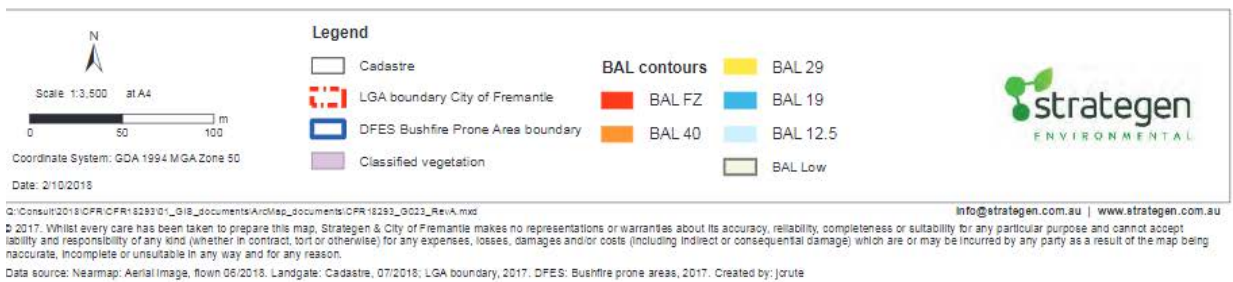 N
Scale 1:3,500 at A4
m
0 50 100
Coordinate System: GDA 1994 MGA Zone 50
Date: 2/10/2018
Legend
Cadastre
LGA boundary City of Fremantle
DFES Bushfire Prone Area boundary
Classified vegetation
BAL contours
BAL FZ
BAL 40
BAL 29
BAL 19
BAL 12.5
BAL Low
strategen
ENVIRONMENTAL
Q:\Consult\2018\CFR\CFR18293\01_GIS_documents\ArcMap_documents\CFR18293_G023_RevA.mxd
info@strategen.com.au | www.strategen.com.au
© 2017. Whilst every care has been taken to prepare this map, Strategen & City of Fremantle makes no representations or warranties about its accuracy, reliability, completeness or suitability for any particular purpose and cannot accept
iability and responsibility of any kind (whether in contract, tort or otherwise) for any expenses, losses, damages and/or costs (including indirect or consequential damage) which are or may be incurred by any party as a result of the map being
naccurate, incomplete or unsuitable in any way and for any reason.
Data source: Nearmap: Aerial image, flown 06/2018. Landgate: Cadastre, 07/2018; LGA boundary, 2017. DFES: Bushfire prone areas, 2017. Created by: jcrute